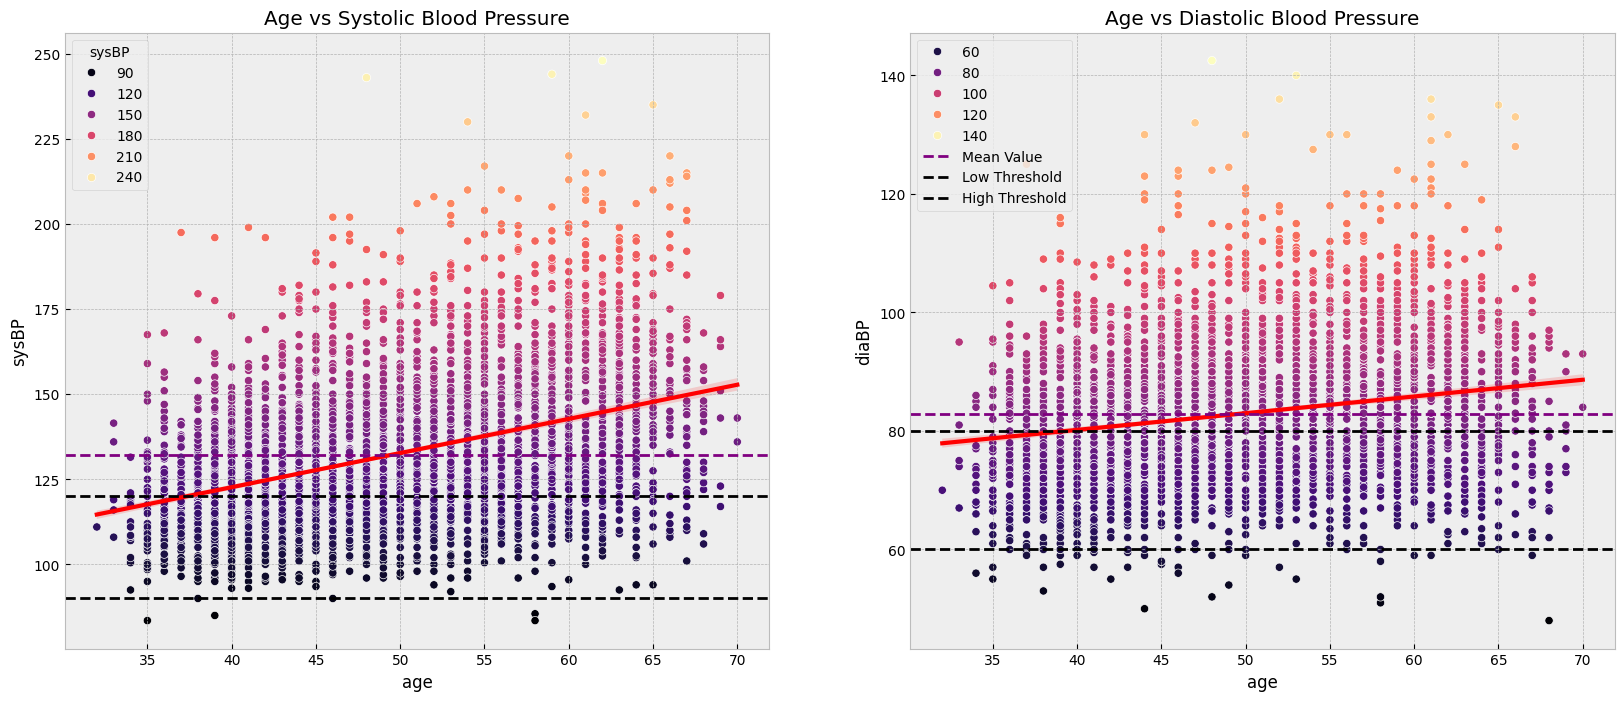 Age vs Systolic Blood Pressure
250
225
200
175
150
125
100
sysBP
sysBP
90
120
150
180
210
240
35 40 45 50 55 60 65 70
age
Age vs Diastolic Blood Pressure
140
120
100
80
60
diaBP
60
80
100
120
140
Mean Value
Low Threshold
High Threshold
35 40 45 50 55 60 65 70
age